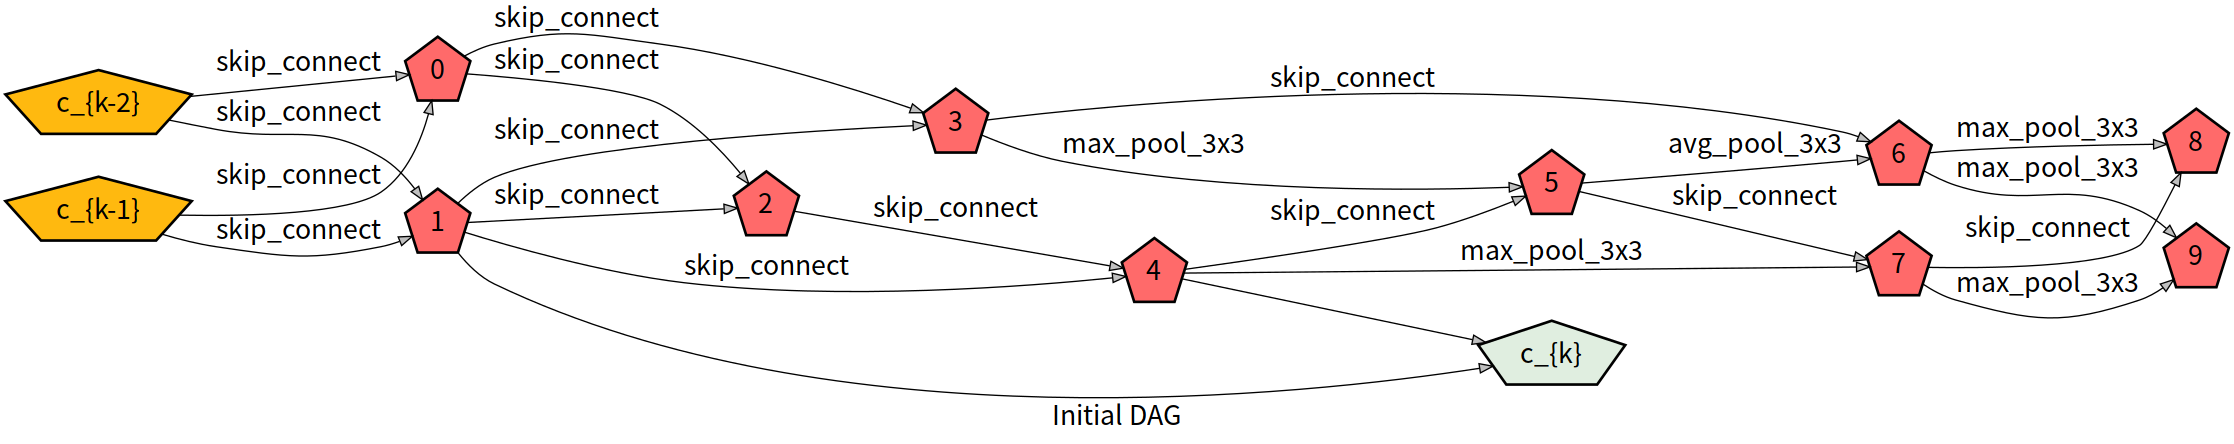 skip_connect
skip_connect
skip_connect
0
c_{k-2}
skip_connect
skip_connect
3
skip_connect
max_pool_3x3
avg_pool_3x3
6
max_pool_3x3
8
max_pool_3x3
skip_connect
c_{k-1}
skip_connect
1
skip_connect
2
skip_connect
skip_connect
skip_connect
4
skip_connect
max_pool_3x3
5
skip_connect
7
skip_connect
max_pool_3x3
9
c_{k}
Initial DAG